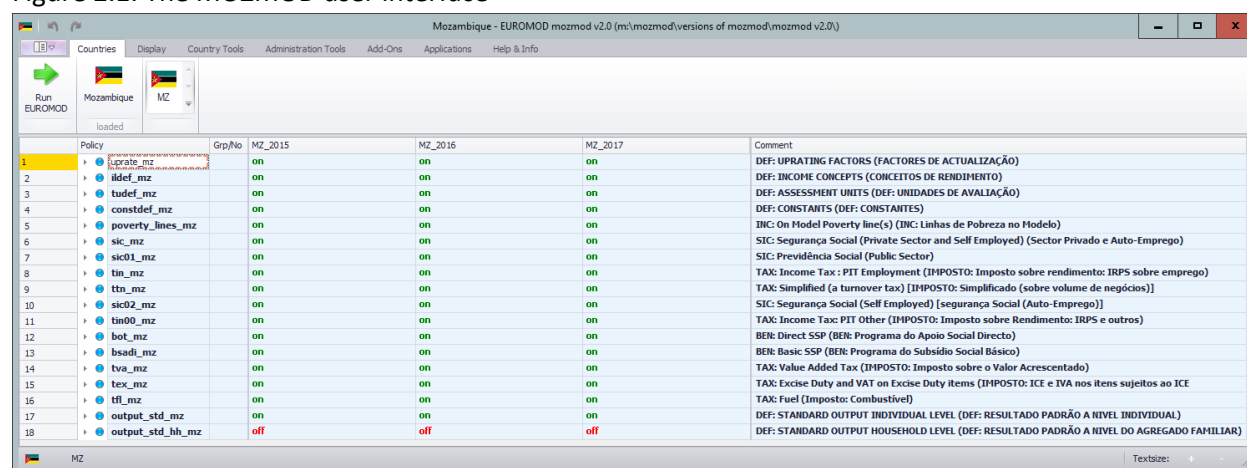 Figure 2.1: The MOZMOD user interface
Mozambique - EUROMOD mozmod v2.0 (m:\mozmod\versions of mozmod\mozmod v2.0\)
Countries Display Country Tools Administration Tools Add-Ons Applications Help & Info
Run EUROMOD
Mozambique
MZ
loaded
Policy Grp/No MZ_2015 MZ_2016 MZ_2017 Comment
1 uprate_mz on on on DEF: UPRATING FACTORS (FACTORES DE ACTUALIZAÇÃO)
2 ildef_mz on on on DEF: INCOME CONCEPTS (CONCEITOS DE RENDIMENTO)
3 tudef_mz on on on DEF: ASSESSMENT UNITS (DEF: UNIDADES DE AVALIAÇÃO)
4 constdef_mz on on on DEF: CONSTANTS (DEF: CONSTANTES)
5 poverty_lines_mz on on on INC: On Model Poverty line(s) (INC: Linhas de Pobreza no Modelo)
6 sic_mz on on on SIC: Segurança Social (Private Sector and Self Employed) (Sector Privado e Auto-Emprego)
7 sic01_mz on on on SIC: Previdência Social (Public Sector)
8 tin_mz on on on TAX: Income Tax : PIT Employment (IMPOSTO: Imposto sobre rendimento: IRPS sobre emprego)
9 ttn_mz on on on TAX: Simplified (a turnover tax) [IMPOSTO: Simplificado (sobre volume de negócios)]
10 sic02_mz on on on SIC: Segurança Social (Self Employed) [segurança Social (Auto-Emprego)]
11 tin00_mz on on on TAX: Income Tax: PIT Other (IMPOSTO: Imposto sobre Rendimento: IRPS e outros)
12 bot_mz on on on BEN: Direct SSP (BEN: Programa do Apoio Social Directo)
13 bsadi_mz on on on BEN: Basic SSP (BEN: Programa do Subsídio Social Básico)
14 tva_mz on on on TAX: Value Added Tax (IMPOSTO: Imposto sobre o Valor Acrescentado)
15 tex_mz on on on TAX: Excise Duty and VAT on Excise Duty items (IMPOSTO: ICE e IVA nos itens sujeitos ao ICE
16 tfl_mz on on on TAX: Fuel (Imposto: Combustível)
17 output_std_mz on on on DEF: STANDARD OUTPUT INDIVIDUAL LEVEL (DEF: RESULTADO PADRÃO A NIVEL INDIVIDUAL)
18 output_std_hh_mz off off off DEF: STANDARD OUTPUT HOUSEHOLD LEVEL (DEF: RESULTADO PADRÃO A NIVEL DO AGREGADO FAMILIAR)
MZ Textsize: + -